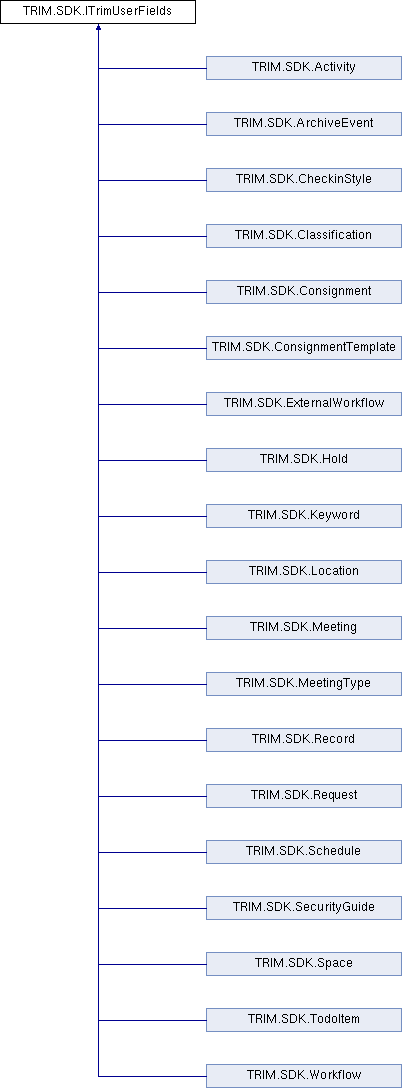 TRIM.SDK.ITrimUserFields
TRIM.SDK.Activity
TRIM.SDK.ArchiveEvent
TRIM.SDK.CheckinStyle
TRIM.SDK.Classification
TRIM.SDK.Consignment
TRIM.SDK.ConsignmentTemplate
TRIM.SDK.ExternalWorkflow
TRIM.SDK.Hold
TRIM.SDK.Keyword
TRIM.SDK.Location
TRIM.SDK.Meeting
TRIM.SDK.MeetingType
TRIM.SDK.Record
TRIM.SDK.Request
TRIM.SDK.Schedule
TRIM.SDK.SecurityGuide
TRIM.SDK.Space
TRIM.SDK.TodoItem
TRIM.SDK.Workflow